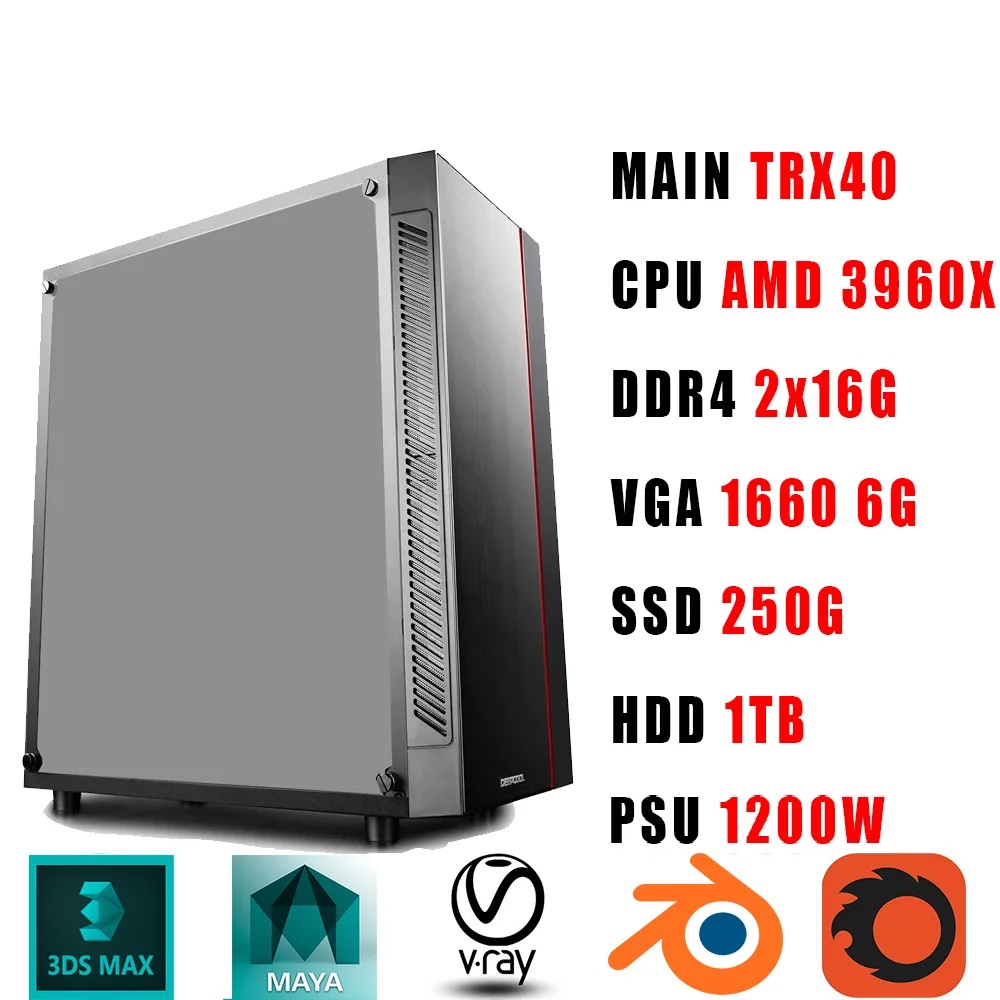 MAIN TRX40
CPU AMD 3960X
DDR4 2x16G
VGA 1660 6G
SSD 250G
HDD 1TB
PSU 1200W
DEEPCOOL
3DS MAX
MAYA
v·ray